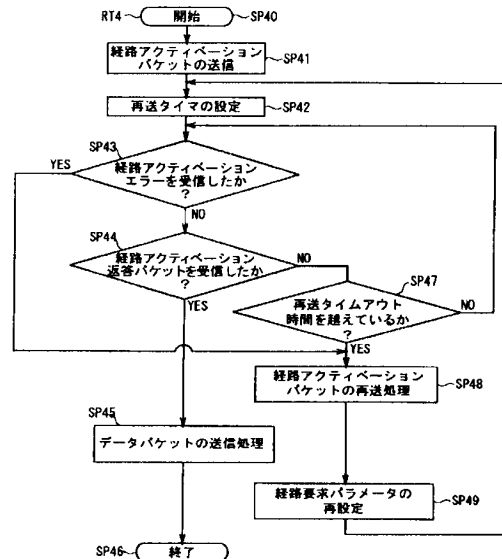 RT4
開始
SP40
経路アクティベーション
パケットの送信
SP41
再送タイマの設定
SP42
SP43
YES
経路アクティベーション
エラーを受信したか
?
NO
SP44
経路アクティベーション
返答パケットを受信したか
?
NO
YES
SP47
再送タイムアウト
時間を越えているか
?
NO
YES
経路アクティベーション
パケットの再送処理
SP48
SP45
データパケットの送信処理
経路要求パラメータの
再設定
SP49
SP46
終了